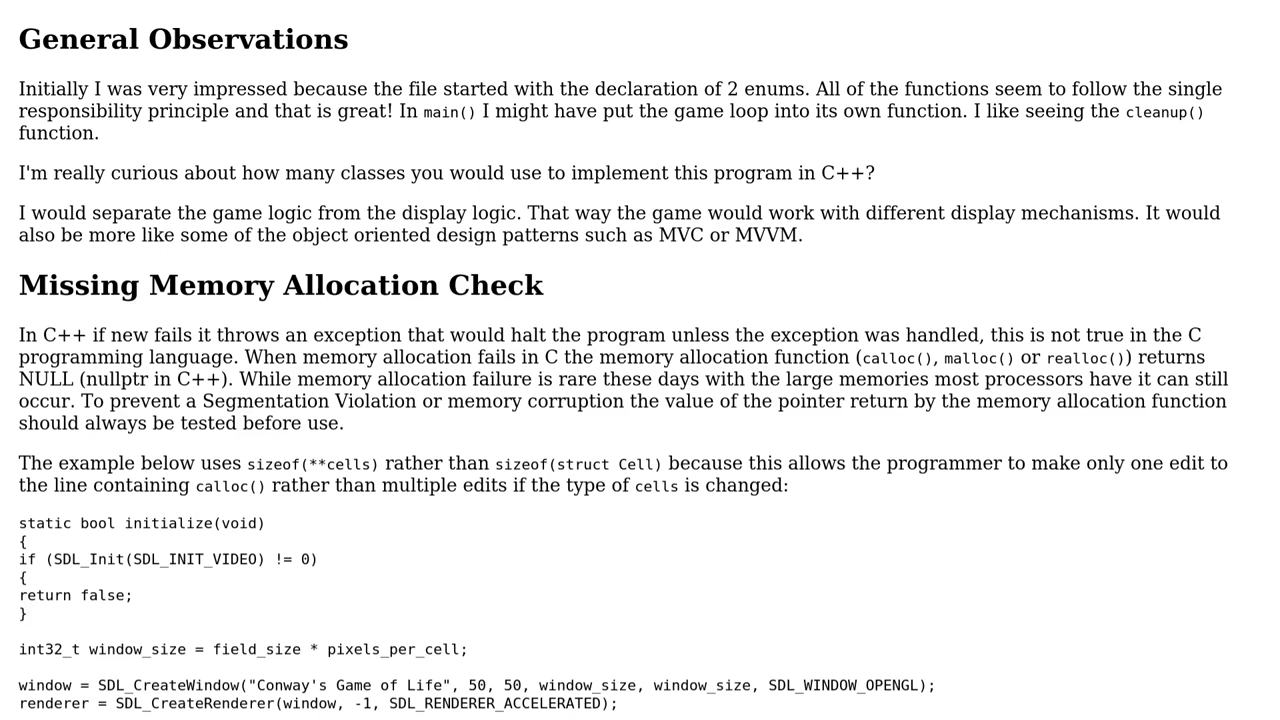 General Observations
Initially I was very impressed because the file started with the declaration of 2 enums. All of the functions seem to follow the single
responsibility principle and that is great! In main() I might have put the game loop into its own function. I like seeing the cleanup()
function.
I'm really curious about how many classes you would use to implement this program in C++?
I would separate the game logic from the display logic. That way the game would work with different display mechanisms. It would
also be more like some of the object oriented design patterns such as MVC or MVVM.
Missing Memory Allocation Check
In C++ if new fails it throws an exception that would halt the program unless the exception was handled, this is not true in the C
programming language. When memory allocation fails in C the memory allocation function (calloc(), malloc() or realloc()) returns
NULL (nullptr in C++). While memory allocation failure is rare these days with the large memories most processors have it can still
occur. To prevent a Segmentation Violation or memory corruption the value of the pointer return by the memory allocation function
should always be tested before use.
The example below uses sizeof(**cells) rather than sizeof(struct Cell) because this allows the programmer to make only one edit to
the line containing calloc() rather than multiple edits if the type of cells is changed:
static bool initialize(void)
{
if (SDL_Init(SDL_INIT_VIDEO) != 0)
{
return false;
}
int32_t window_size = field_size * pixels_per_cell;
window = SDL_CreateWindow("Conway's Game of Life", 50, 50, window_size, window_size, SDL_WINDOW_OPENGL);
renderer = SDL_CreateRenderer(window, -1, SDL_RENDERER_ACCELERATED);